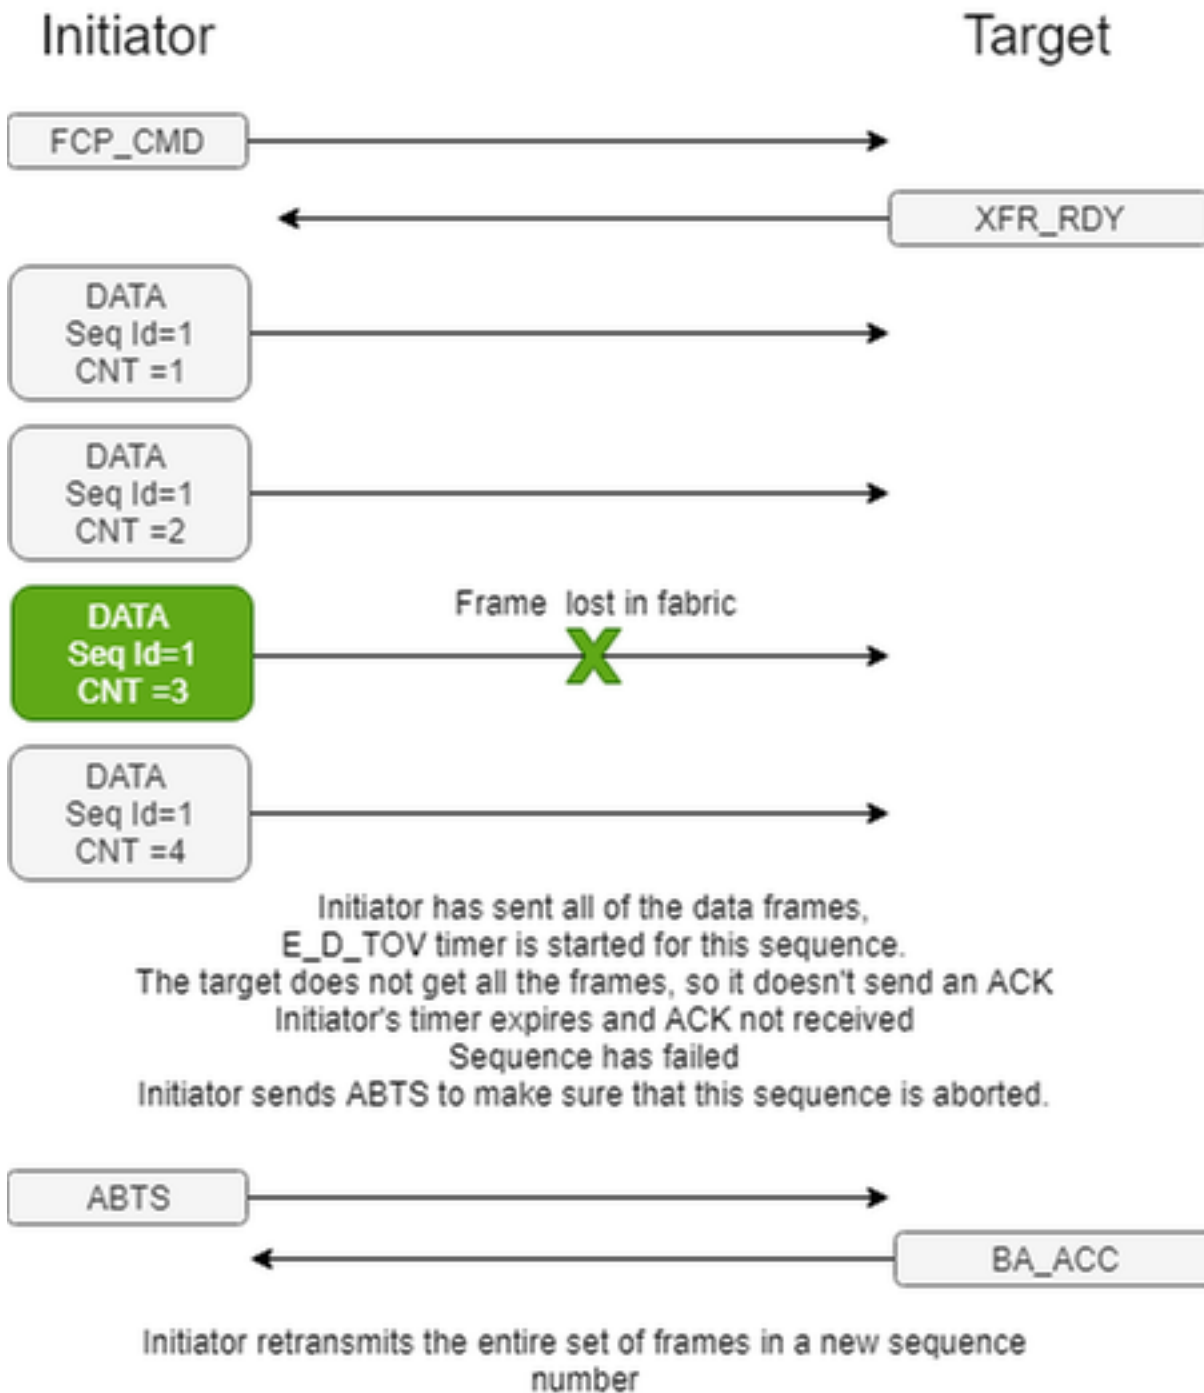 Initiator
Target
FCP_CMD
XFR_RDY
DATA
Seq Id=1
CNT =1
DATA
Seq Id=1
CNT =2
Frame  lost in fabric
DATA
Seq Id=1
CNT =3
X
DATA
Seq Id=1
CNT =4
Initiator has sent all of the data frames,
E_D_TOV timer is started for this sequence.
The target does not get all the frames, so it doesn't send an ACK
Initiator's timer expires and ACK not received
Sequence has failed
Initiator sends ABTS to make sure that this sequence is aborted.
ABTS
BA_ACC
Initiator retransmits the entire set of frames in a new sequence
number